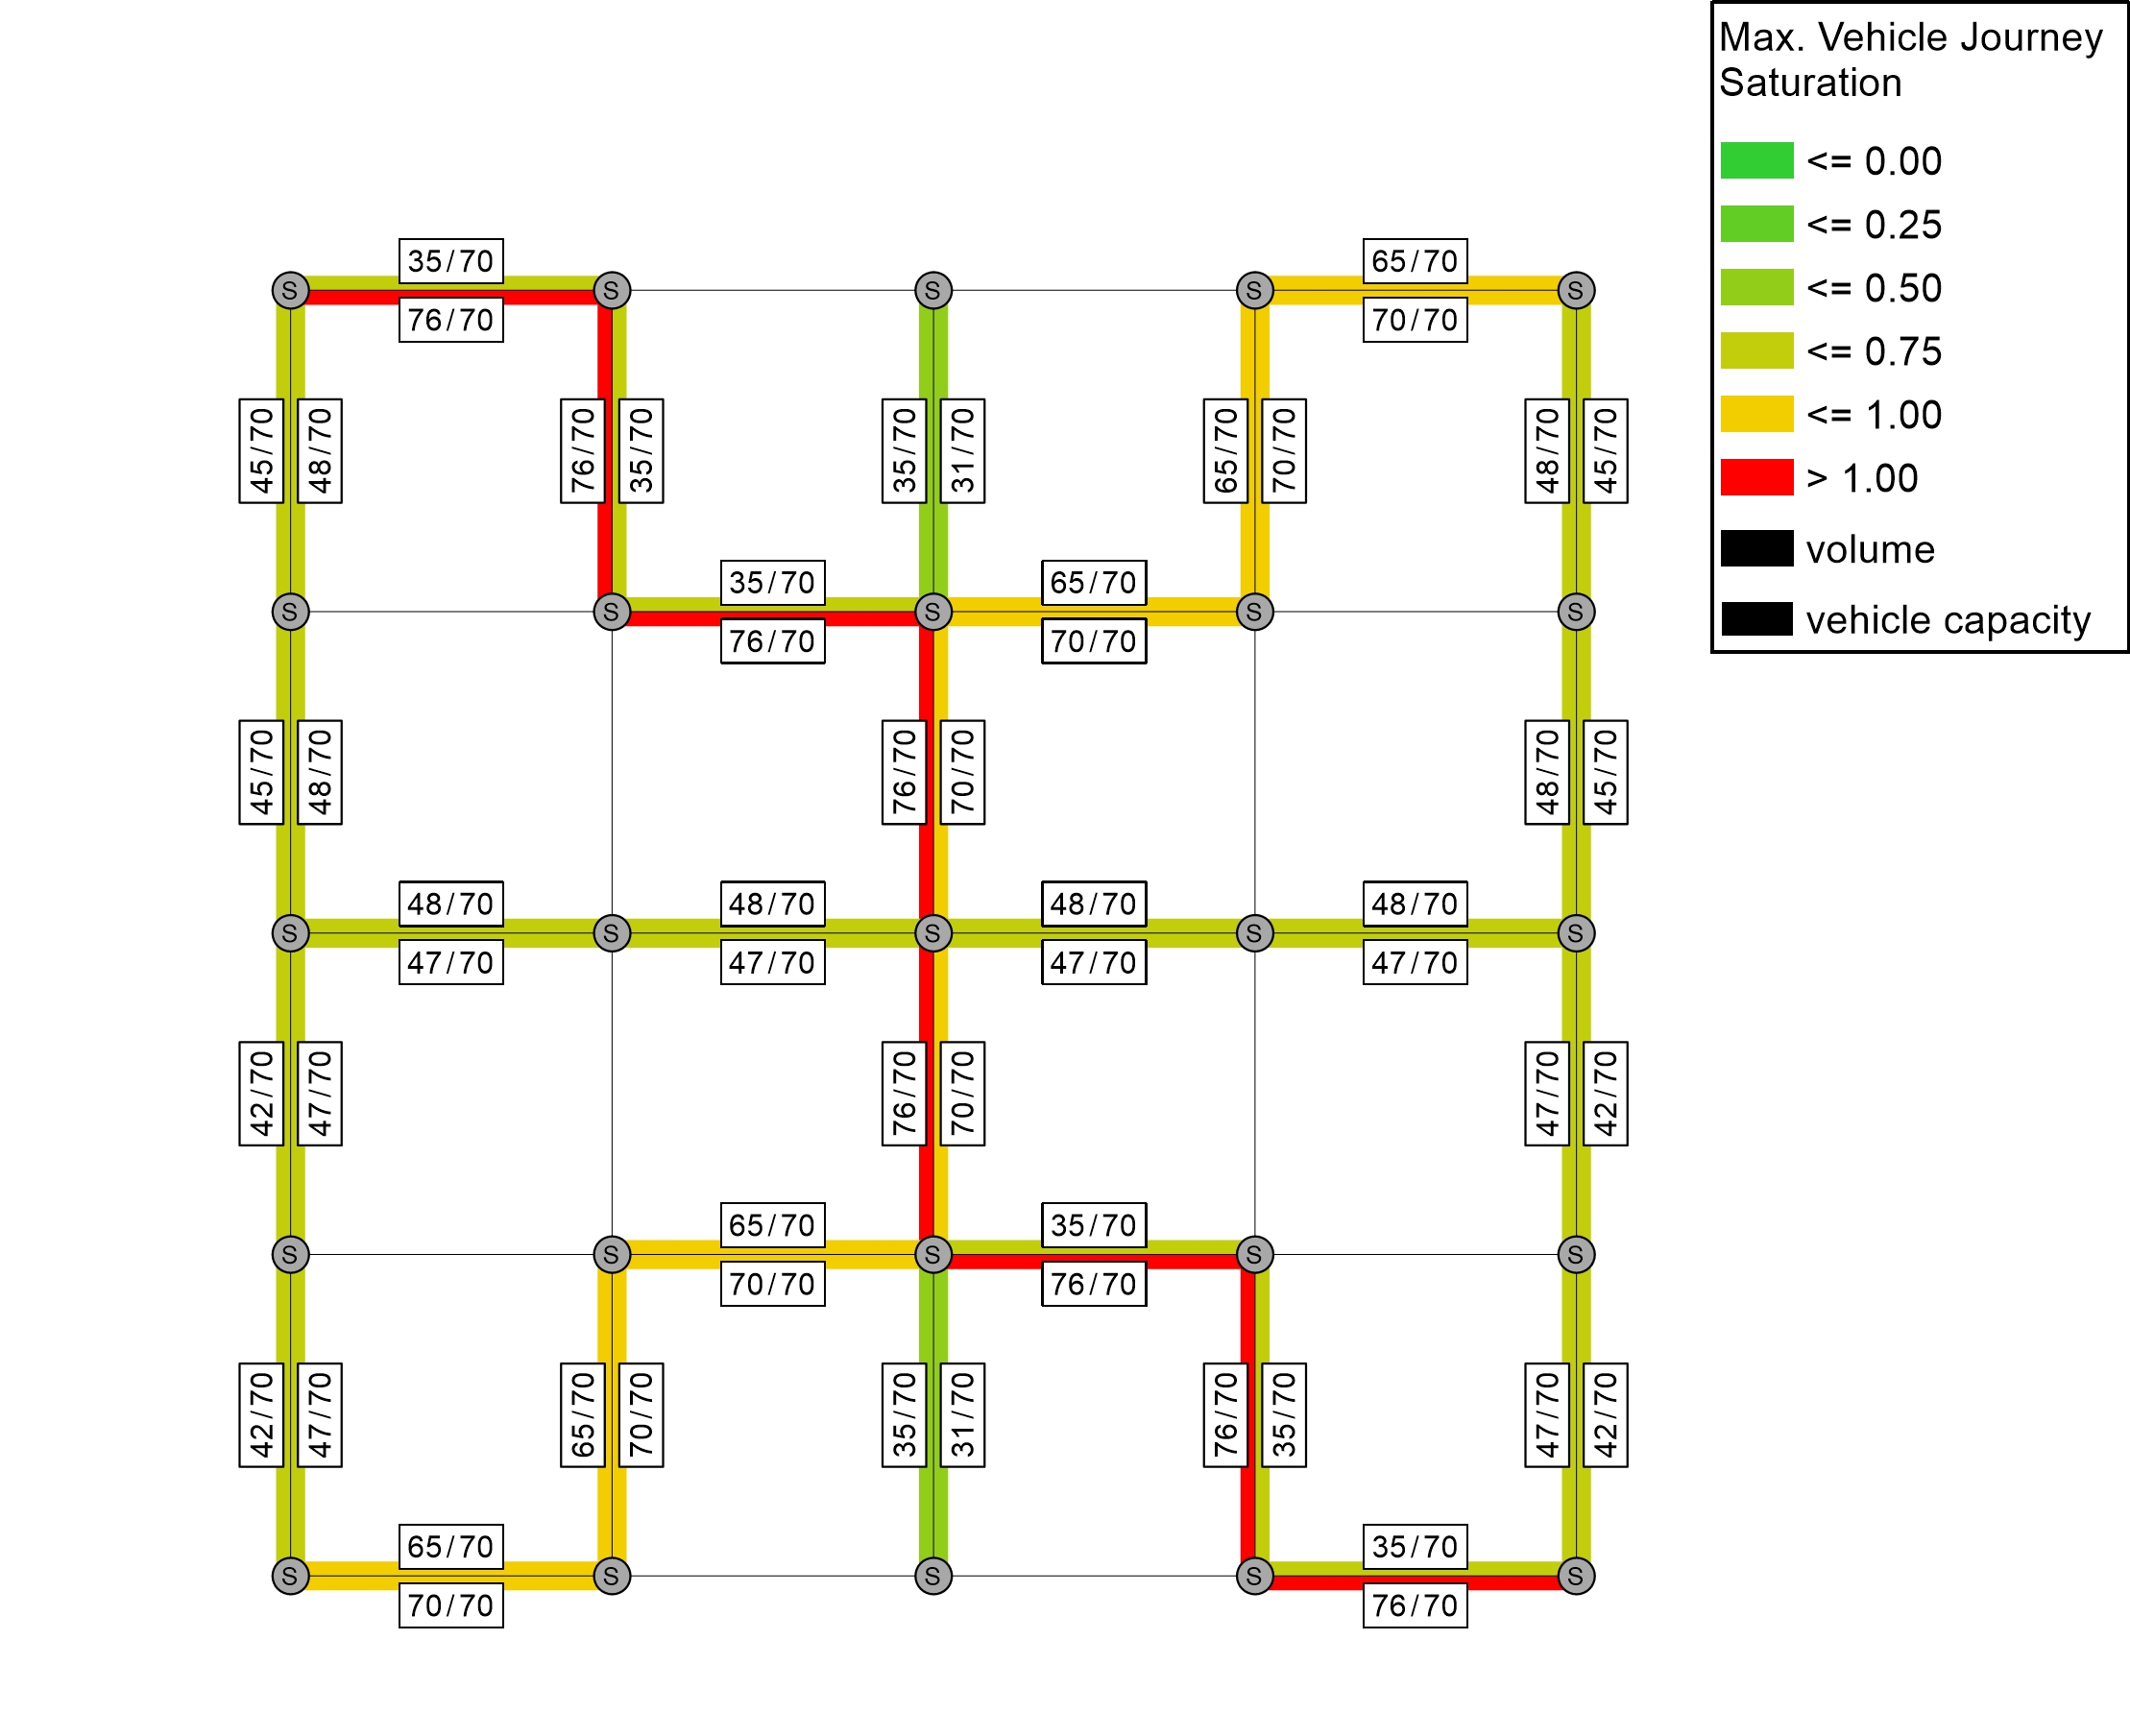 Max. Vehicle Journey
Saturation
<= 0.00
<= 0.25
<= 0.50
<= 0.75
<= 1.00
> 1.00
volume
vehicle capacity
35/70
65/70
S
S
S
S
S
76/70
70/70
45/70
48/70
76/70
35/70
35/70
31/70
65/70
70/70
48/70
45/70
35/70
65/70
S
S
S
S
S
76/70
70/70
45/70
48/70
76/70
70/70
48/70
45/70
48/70
48/70
48/70
48/70
S
S
S
S
S
47/70
47/70
47/70
47/70
42/70
47/70
76/70
70/70
47/70
42/70
65/70
35/70
S
S
S
S
S
70/70
76/70
42/70
47/70
65/70
70/70
35/70
31/70
76/70
35/70
47/70
42/70
65/70
35/70
S
S
S
S
S
70/70
76/70